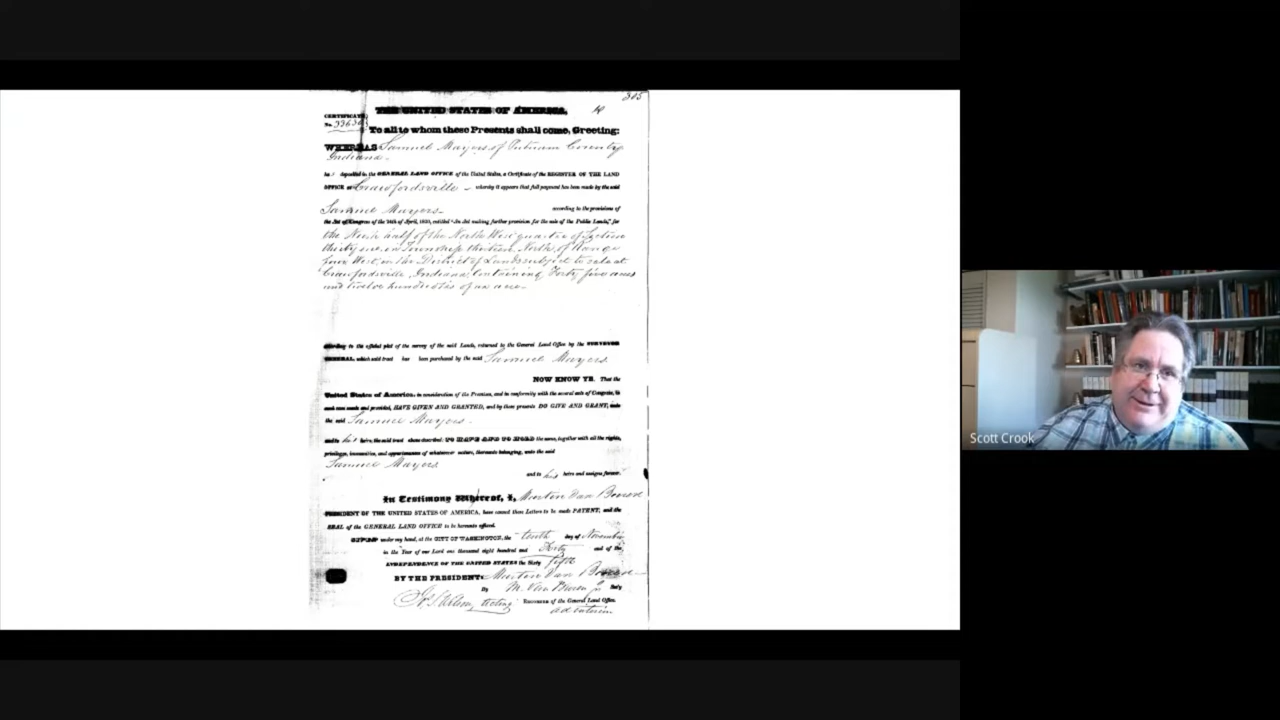 305
THE UNITED STATES OF AMERICA,
CERTIFICATE
No. 3363
To all to whom these Presents shall come, Greeting:
WHEREAS Samuel Mayers of Putnam County
Indiana
deposited in the GENERAL LAND OFFICE of the United States, a Certificate of the REGISTER OF THE LAND
OFFICE at Crawfordsville whereby it appears that full payment has been made by the said
Samuel Mayers according to the provisions of
the Act of Congress of the 24th of April, 1820, entitled "An Act making further provision for the sale of the Public Lands," for
the half of the North West quarter of Section
thirty one in Township thirteen North of Range
five West, in the District of Lands subject to sale at
Crawfordsville Indiana, Containing Forty five acres
and twelve hundredths of an acre
according to the official plat of the survey of the said Lands, returned to the General Land Office by the SURVEYOR
GENERAL, which said tract has been purchased by the said Samuel Mayers
NOW KNOW YE, That the
United States of America, in consideration of the Premises, and in conformity with the several acts of Congress, in
such case made and provided, HAVE GIVEN AND GRANTED, and by these presents DO GIVE AND GRANT, unto
the said Samuel Mayers
and to his heirs, the said tract above described: TO HAVE AND TO HOLD the same, together with all the rights,
privileges, immunities, and appurtenances of whatsoever nature, thereunto belonging, unto the said
Samuel Mayers
and to his heirs and assigns forever.
In Testimony Whereof, I, Martin Van Buren
PRESIDENT OF THE UNITED STATES OF AMERICA, have caused these Letters to be made PATENT, and the
SEAL of the GENERAL LAND OFFICE to be hereunto affixed.
GIVEN under my hand, at the CITY OF WASHINGTON, the tenth day of November
in the Year of our Lord one thousand eight hundred and Forty and of the
INDEPENDENCE OF THE UNITED STATES the Sixty fifth
BY THE PRESIDENT: Martin Van Buren
By M. Van Buren jr Secty
acting Recorder of the General Land Office.
ad interim.
Scott Crook